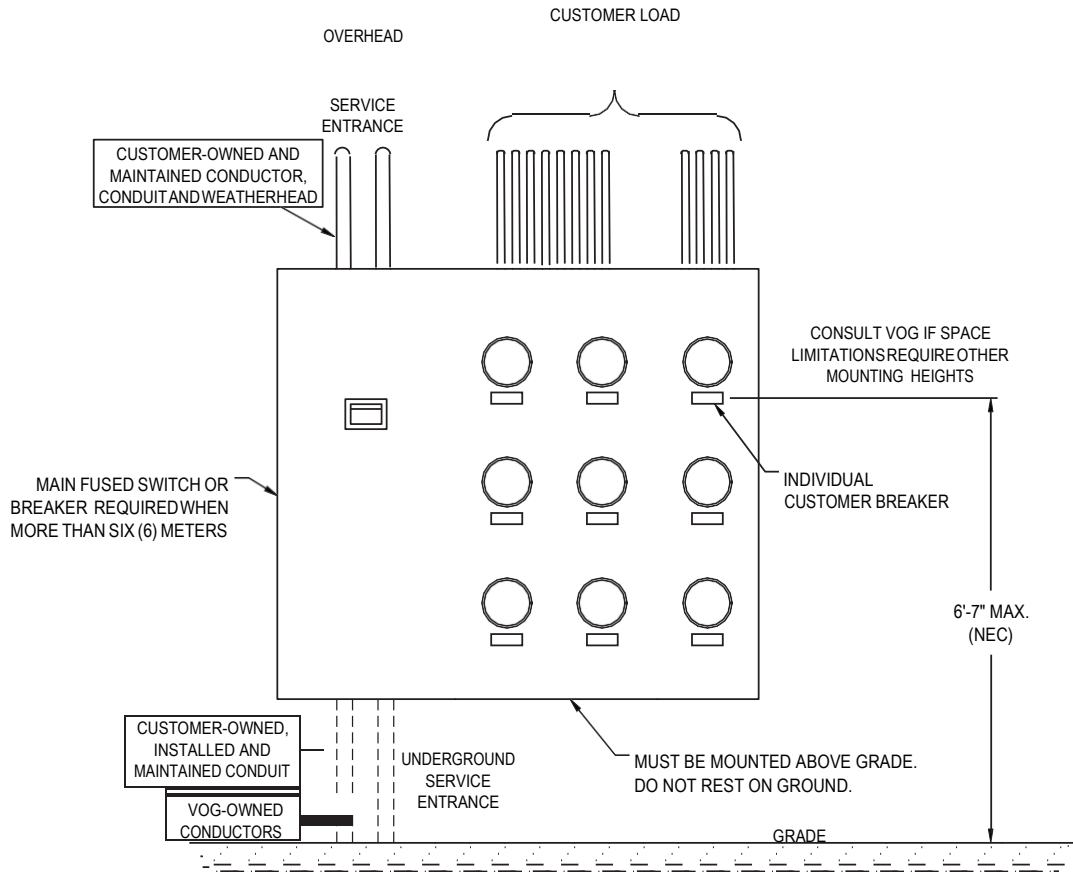 CUSTOMER LOAD
OVERHEAD
SERVICE
ENTRANCE
CUSTOMER-OWNED AND
MAINTAINED CONDUCTOR,
CONDUIT AND WEATHERHEAD
CONSULT VOG IF SPACE
LIMITATIONS REQUIRE OTHER
MOUNTING HEIGHTS
MAIN FUSED SWITCH OR
BREAKER REQUIRED WHEN
MORE THAN SIX (6) METERS
INDIVIDUAL
CUSTOMER BREAKER
6'-7" MAX.
(NEC)
CUSTOMER-OWNED,
INSTALLED AND
MAINTAINED CONDUIT
UNDERGROUND
SERVICE
ENTRANCE
MUST BE MOUNTED ABOVE GRADE.
DO NOT REST ON GROUND.
VOG-OWNED
CONDUCTORS
GRADE